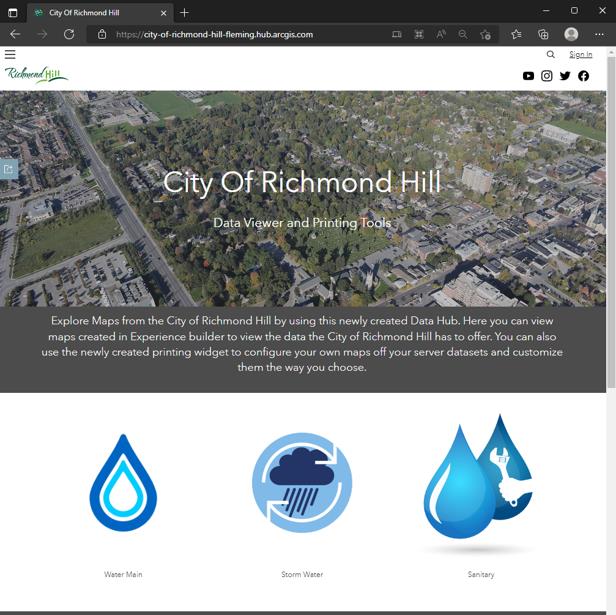 City Of Richmond Hill
https://city-of-richmond-hill-fleming.hub.arcgis.com
Sign In
Richmond Hill
City Of Richmond Hill
Data Viewer and Printing Tools
Explore Maps from the City of Richmond Hill by using this newly created Data Hub. Here you can view
maps created in Experience builder to view the data the City of Richmond Hill has to offer. You can also
use the newly created printing widget to configure your own maps off your server datasets and customize
them the way you choose.
Water Main
Storm Water
Sanitary